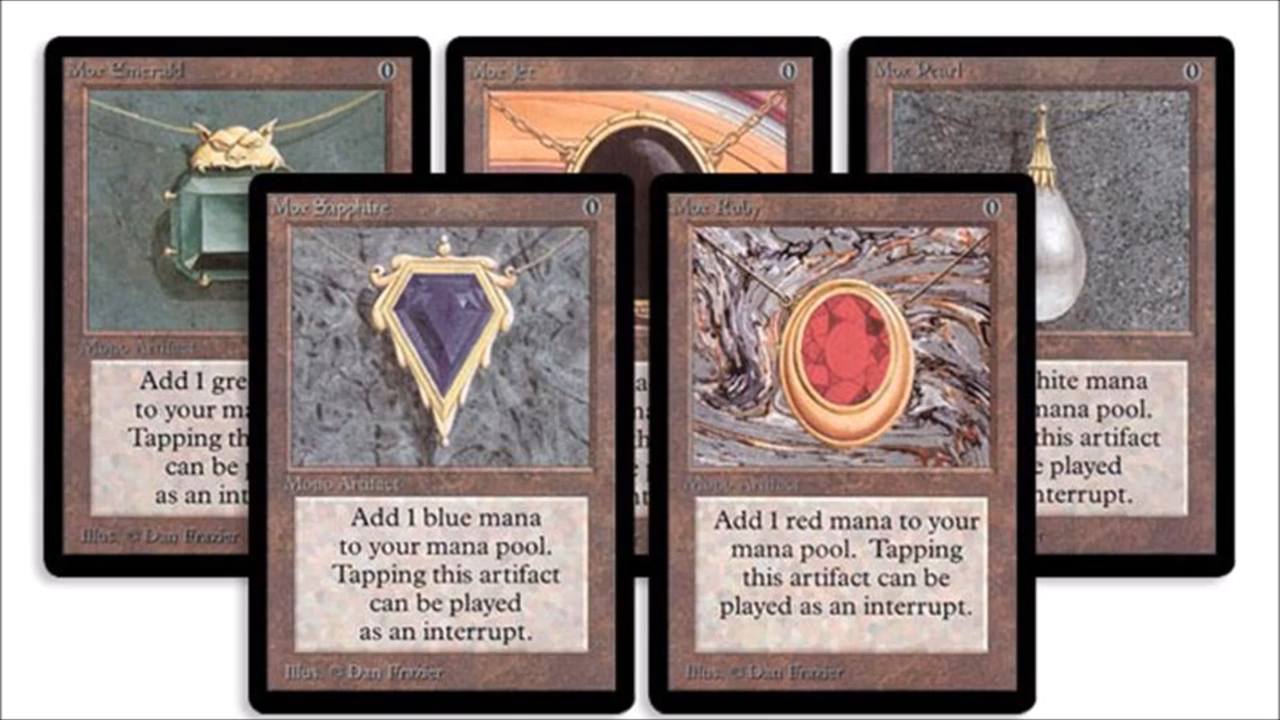 Mox Emerald 0
Mox Jet 0
Mox Pearl 0
Mono Artifact
Add 1 gre
to your ma
Tapping th
can be
as an int
Illus. © Dan Frazier
Mox Sapphire 0
Mono Artifact
Add 1 blue mana
to your mana pool.
Tapping this artifact
can be played
as an interrupt.
Illus. © Dan Frazier
Mox Ruby 0
Mono Artifact
Add 1 red mana to your
mana pool. Tapping
this artifact can be
played as an interrupt.
Illus. © Dan Frazier
hite mana
mana pool.
this artifact
e played
nterrupt.